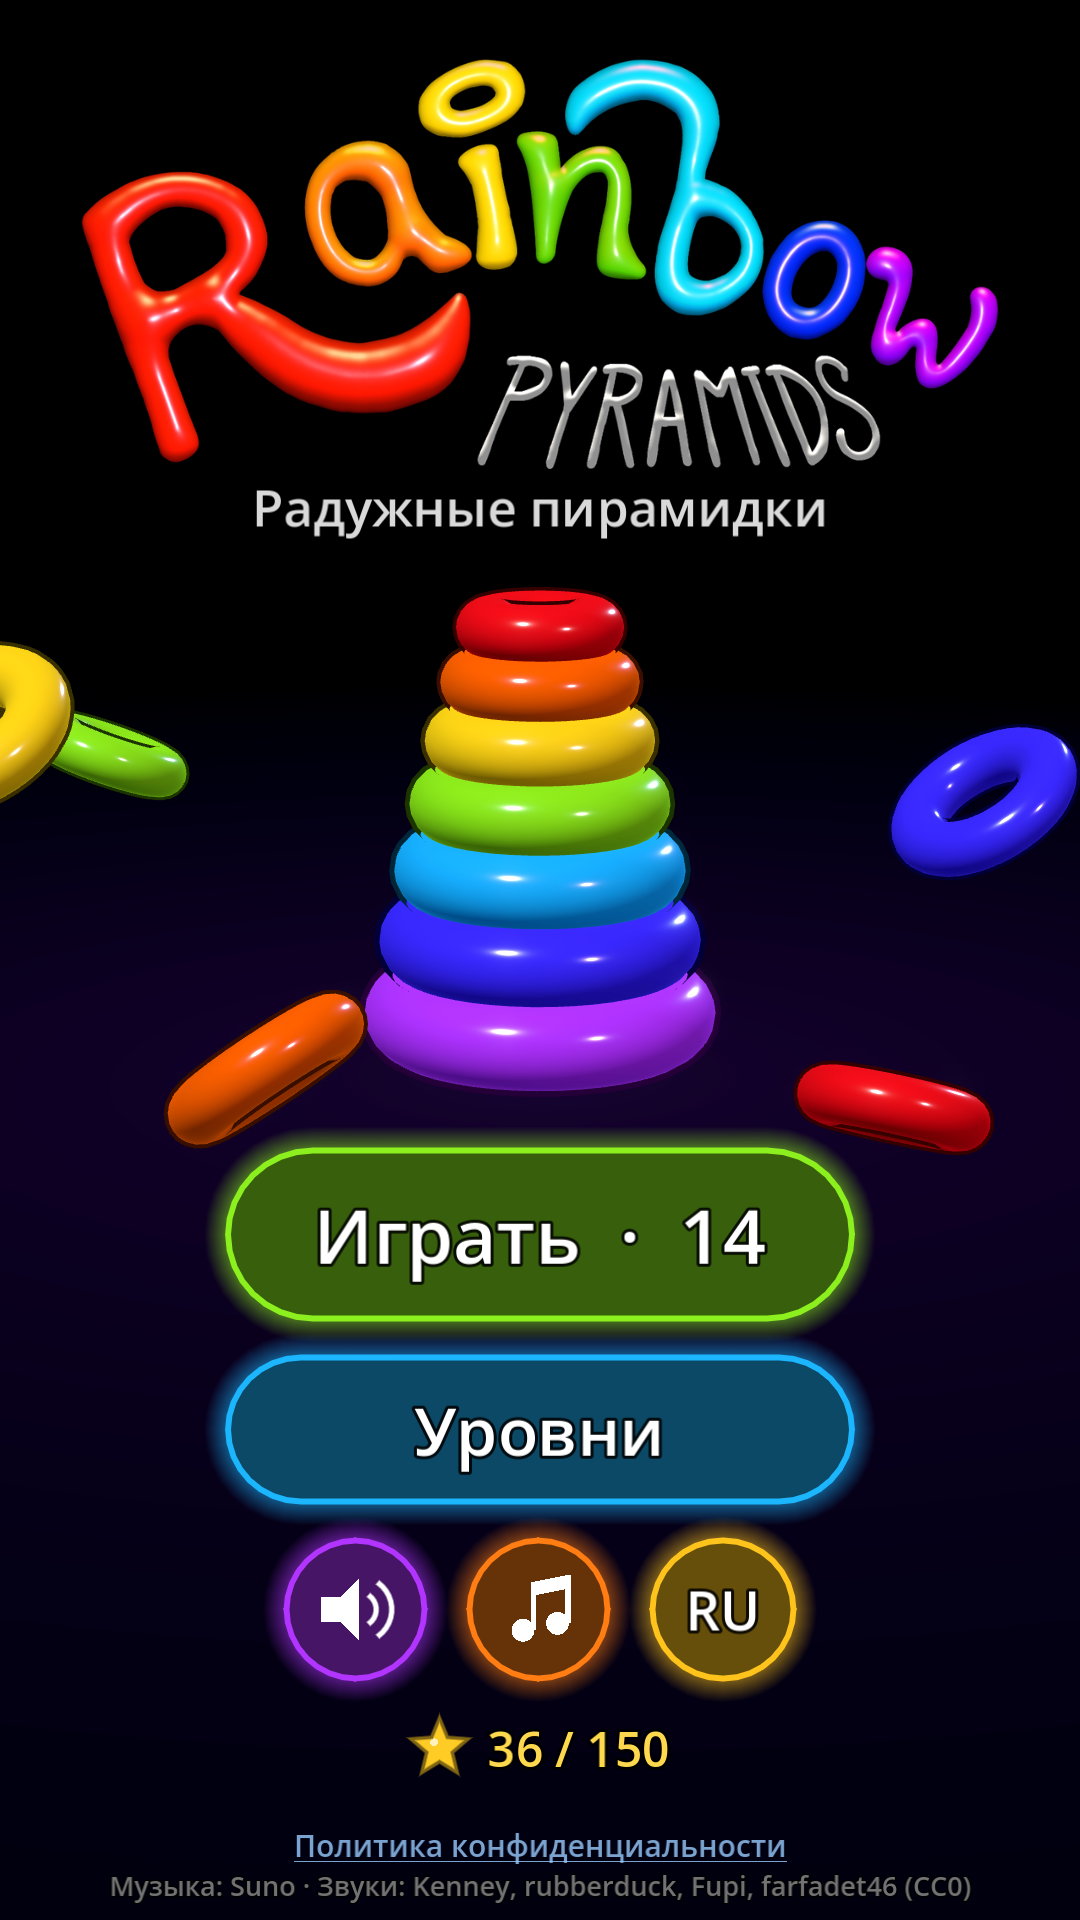 Rainbow
PYRAMIDS
Радужные пирамидки
Играть · 14
Уровни
RU
36 / 150
Политика конфиденциальности
Музыка: Suno · Звуки: Kenney, rubberduck, Fupi, farfadet46 (CC0)